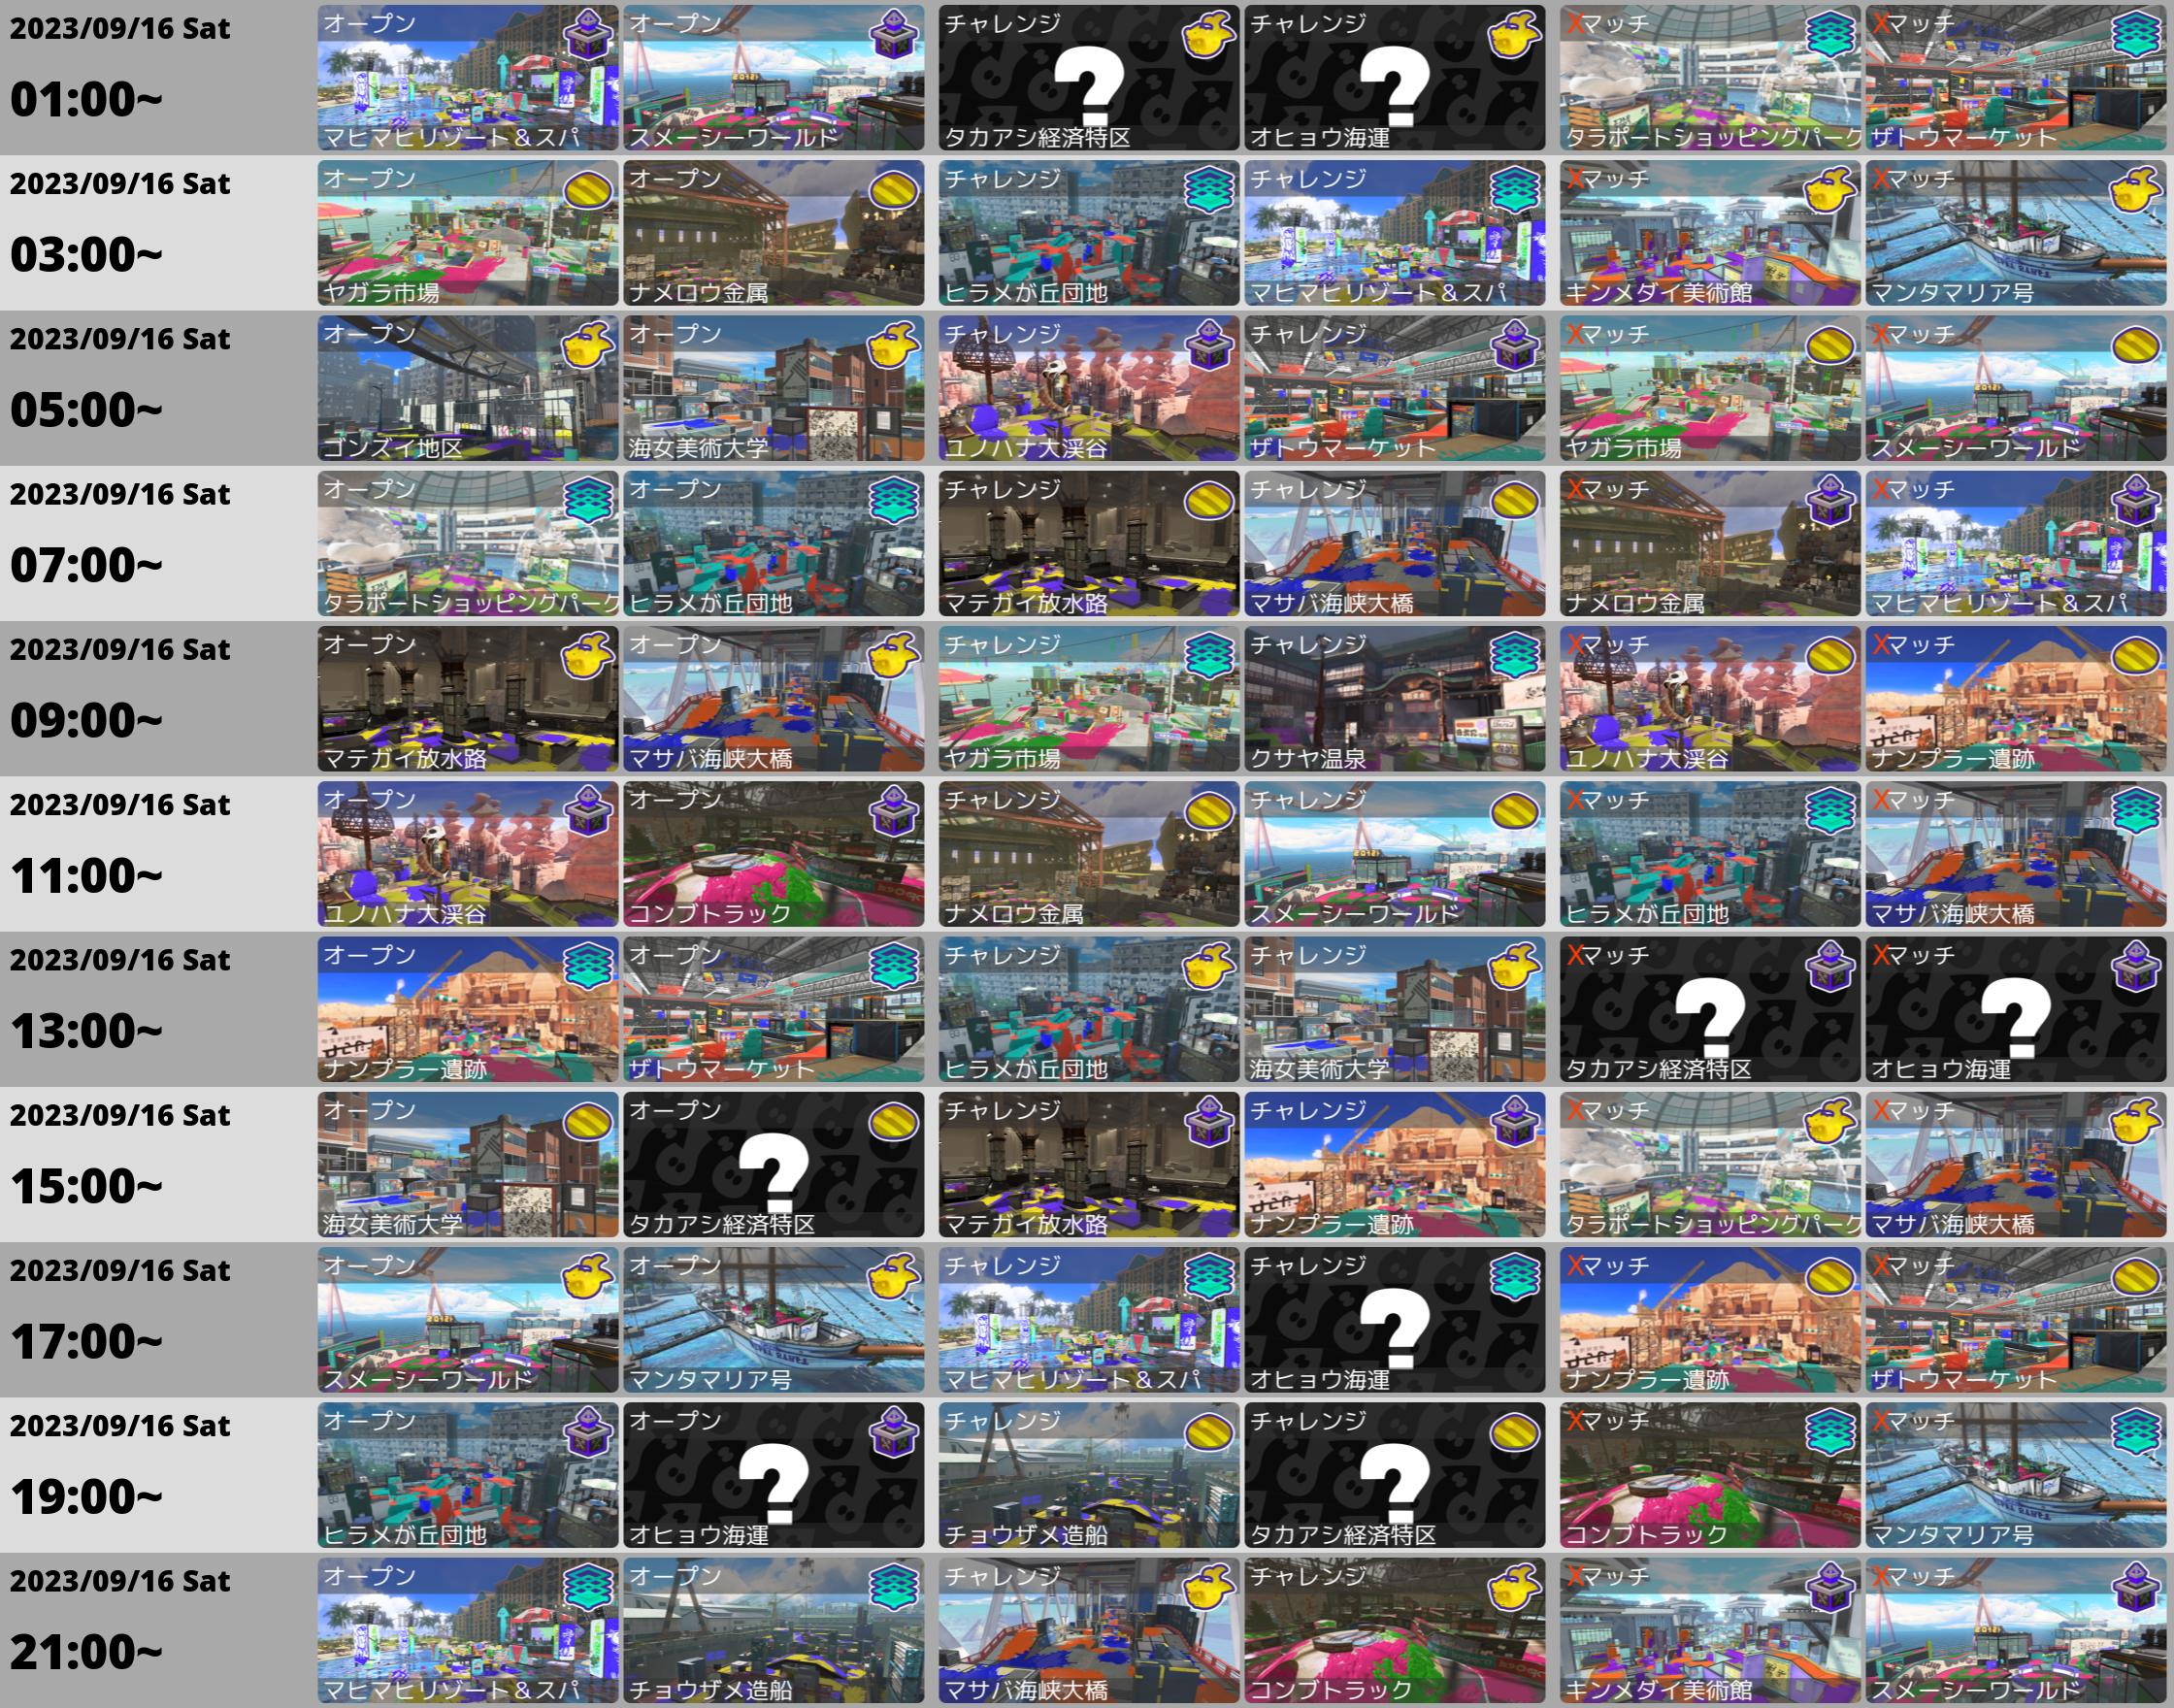 2023/09/16 Sat
01:00~
オープン
マヒマヒリゾート&スパ
オープン
スメーシーワールド
チャレンジ
?
タカアシ経済特区
チャレンジ
?
オヒョウ海運
Xマッチ
タラポートショッピングパーク
Xマッチ
ザトウマーケット
2023/09/16 Sat
03:00~
オープン
ヤガラ市場
オープン
ナメロウ金属
チャレンジ
ヒラメが丘団地
チャレンジ
マヒマヒリゾート&スパ
Xマッチ
キンメダイ美術館
Xマッチ
マンタマリア号
2023/09/16 Sat
05:00~
オープン
ゴンズイ地区
オープン
海女美術大学
チャレンジ
ユノハナ大渓谷
チャレンジ
ザトウマーケット
Xマッチ
ヤガラ市場
Xマッチ
スメーシーワールド
2023/09/16 Sat
07:00~
オープン
タラポートショッピングパーク
オープン
ヒラメが丘団地
チャレンジ
マテガイ放水路
チャレンジ
マサバ海峡大橋
Xマッチ
ナメロウ金属
Xマッチ
マヒマヒリゾート&スパ
2023/09/16 Sat
09:00~
オープン
マテガイ放水路
オープン
マサバ海峡大橋
チャレンジ
ヤガラ市場
チャレンジ
クサヤ温泉
Xマッチ
ユノハナ大渓谷
Xマッチ
ナンプラー遺跡
2023/09/16 Sat
11:00~
オープン
ユノハナ大渓谷
オープン
コンブトラック
チャレンジ
ナメロウ金属
チャレンジ
スメーシーワールド
Xマッチ
ヒラメが丘団地
Xマッチ
マサバ海峡大橋
2023/09/16 Sat
13:00~
オープン
ナンプラー遺跡
オープン
ザトウマーケット
チャレンジ
ヒラメが丘団地
チャレンジ
海女美術大学
Xマッチ
?
タカアシ経済特区
Xマッチ
?
オヒョウ海運
2023/09/16 Sat
15:00~
オープン
海女美術大学
オープン
?
タカアシ経済特区
チャレンジ
マテガイ放水路
チャレンジ
ナンプラー遺跡
Xマッチ
タラポートショッピングパーク
Xマッチ
マサバ海峡大橋
2023/09/16 Sat
17:00~
オープン
スメーシーワールド
オープン
マンタマリア号
チャレンジ
マヒマヒリゾート&スパ
チャレンジ
?
オヒョウ海運
Xマッチ
ナンプラー遺跡
Xマッチ
ザトウマーケット
2023/09/16 Sat
19:00~
オープン
ヒラメが丘団地
オープン
?
オヒョウ海運
チャレンジ
チョウザメ造船
チャレンジ
?
タカアシ経済特区
Xマッチ
コンブトラック
Xマッチ
マンタマリア号
2023/09/16 Sat
21:00~
オープン
マヒマヒリゾート&スパ
オープン
チョウザメ造船
チャレンジ
マサバ海峡大橋
チャレンジ
コンブトラック
Xマッチ
キンメダイ美術館
Xマッチ
スメーシーワールド